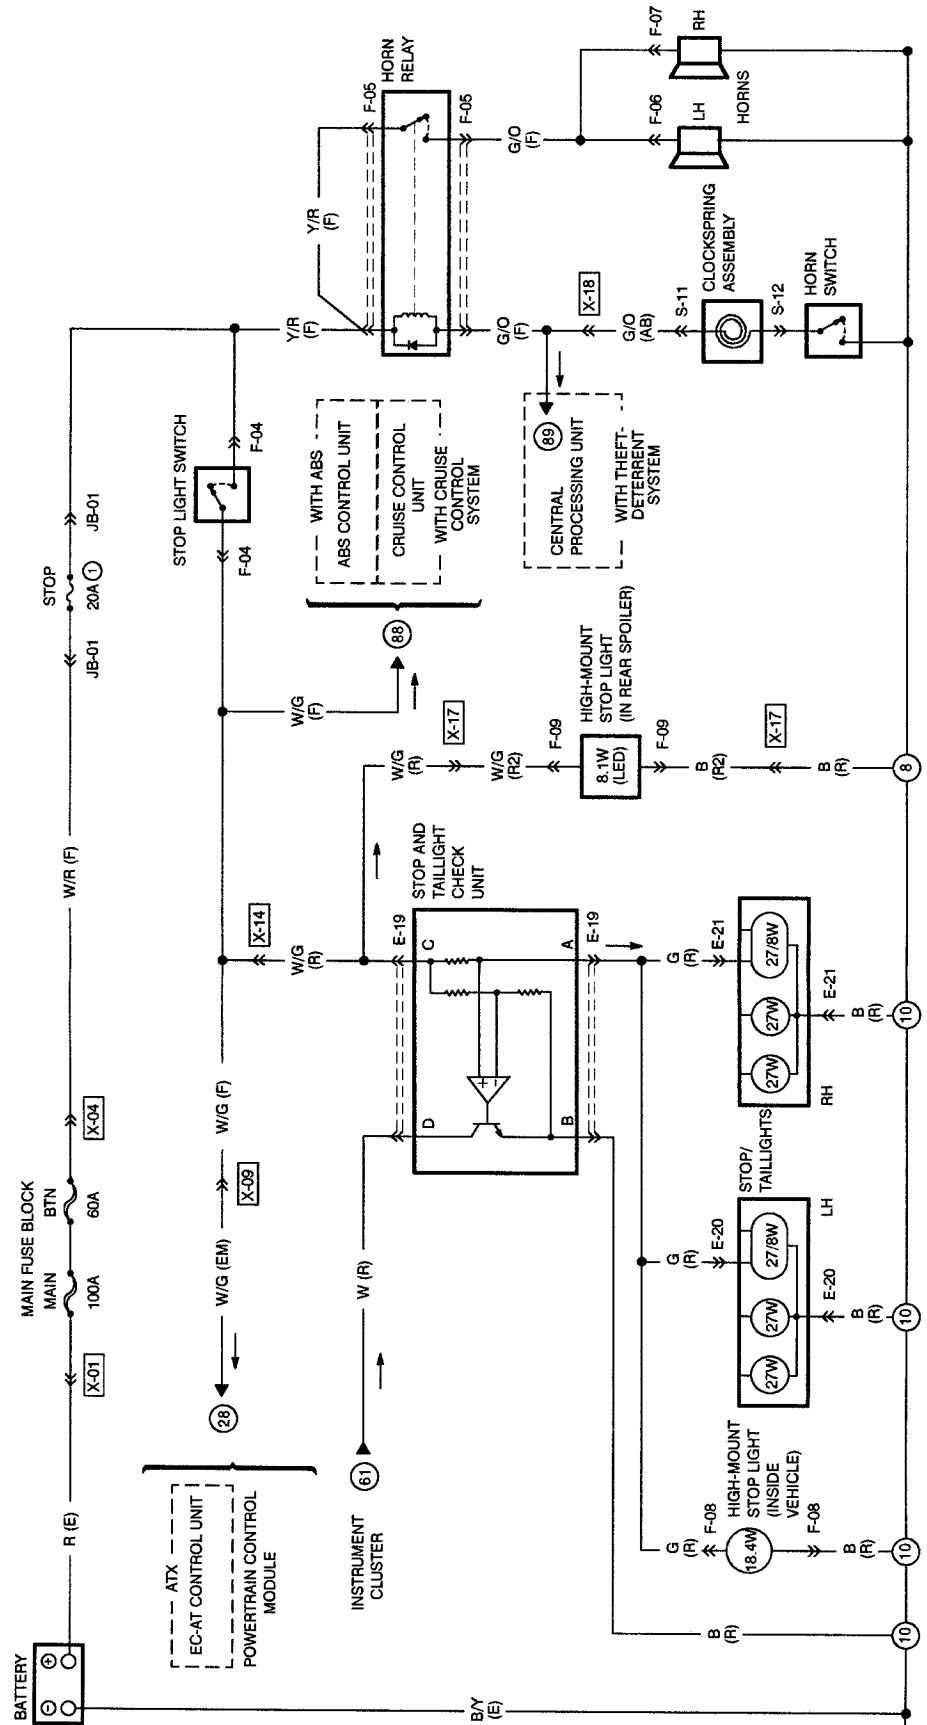 BATTERY
R (E)
X-01
MAIN FUSE BLOCK
MAIN
100A
BTN
60A
X-04
W/R (F)
JB-01
STOP
20A 1
JB-01
B/Y
(E)
ATX
EC-AT CONTROL UNIT
POWERTRAIN CONTROL
MODULE
28
W/G (EM)
X-09
W/G (F)
X-14
W/G
(R)
STOP LIGHT SWITCH
F-04
F-04
W/G
(F)
88
WITH ABS
ABS CONTROL UNIT
CRUISE CONTROL
UNIT
WITH CRUISE
CONTROL
SYSTEM
Y/R
(F)
Y/R
(F)
F-05
HORN
RELAY
F-05
G/O
(F)
G/O
(F)
89
CENTRAL
PROCESSING UNIT
WITH THEFT-
DETERRENT
SYSTEM
X-18
G/O
(AB)
S-11
CLOCKSPRING
ASSEMBLY
S-12
HORN
SWITCH
F-06
LH
F-07
RH
HORNS
INSTRUMENT
CLUSTER
61
W (R)
STOP AND
TAILLIGHT
CHECK
UNIT
E-19
D
C
+
-
B
A
E-19
W/G
(R)
X-17
W/G
(R2)
F-09
HIGH-MOUNT
STOP LIGHT
(IN REAR SPOILER)
8.1W
(LED)
F-09
B
(R2)
X-17
B
(R)
8
B
(R)
10
G
(R)
F-08
HIGH-MOUNT
STOP LIGHT
(INSIDE
VEHICLE)
18.4W
F-08
B
(R)
10
G
(R)
E-20
STOP/
TAILLIGHTS
LH
27W
27W
27/8W
E-20
B
(R)
10
G
(R)
E-21
RH
27W
27W
27/8W
E-21
B
(R)
10